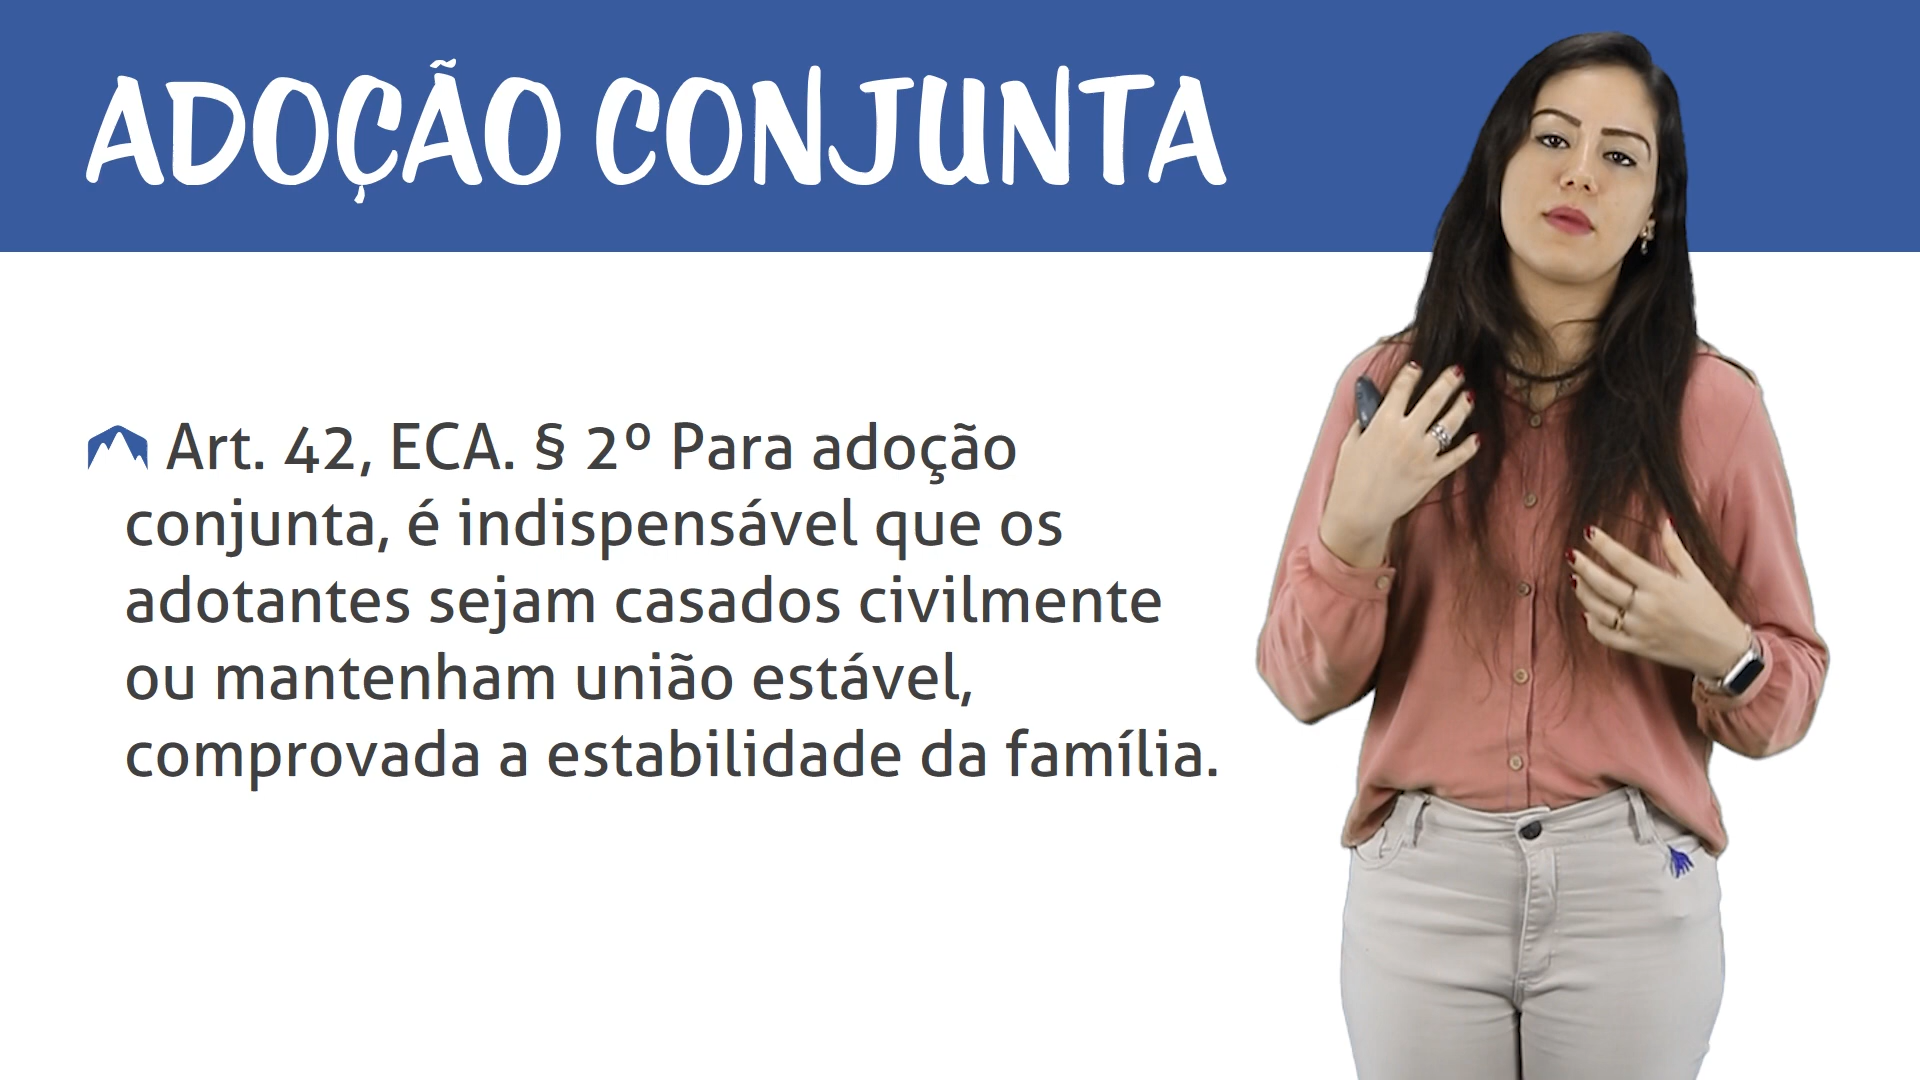 ADOÇÃO CONJUNTA
Art. 42, ECA. § 2º Para adoção
conjunta, é indispensável que os
adotantes sejam casados civilmente
ou mantenham união estável,
comprovada a estabilidade da família.